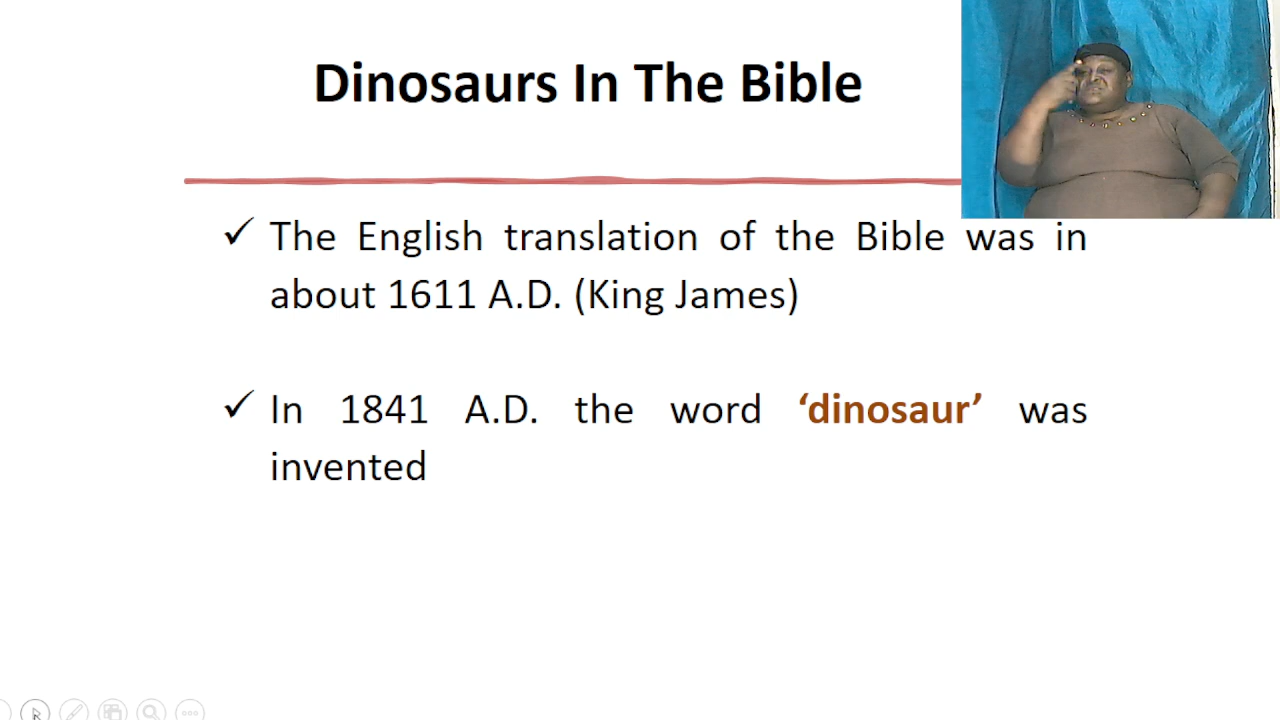 Dinosaurs In The Bible
✓ The English translation of the Bible was in
about 1611 A.D. (King James)
✓ In 1841 A.D. the word ‘dinosaur’ was
invented